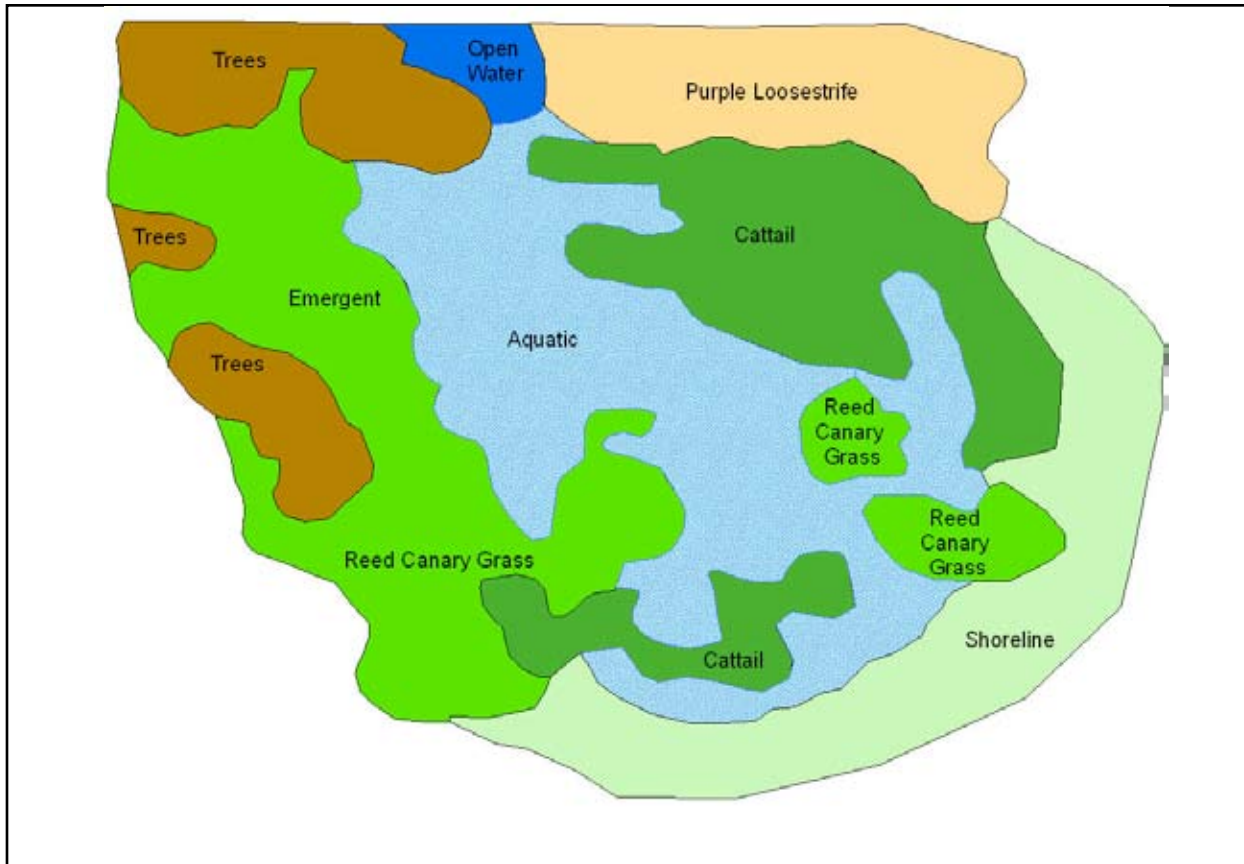 Trees
Open
Water
Purple Loosestrife
Trees
Cattail
Emergent
Aquatic
Trees
Reed
Canary
Grass
Reed
Canary
Grass
Reed Canary Grass
Shoreline
Cattail